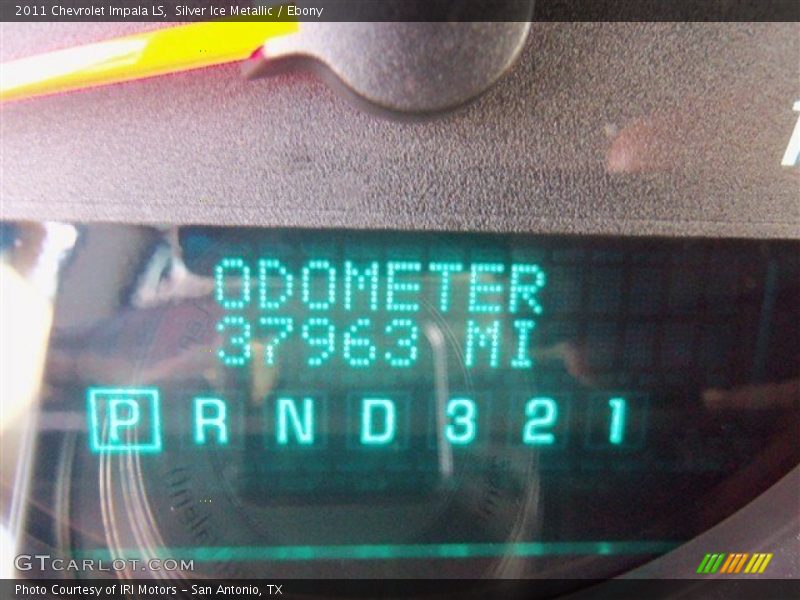 2011 Chevrolet Impala LS, Silver Ice Metallic / Ebony
ODOMETER
37963 MI
P R N D 3 2 1
GTCARLOT.COM
Photo Courtesy of IRI Motors – San Antonio, TX